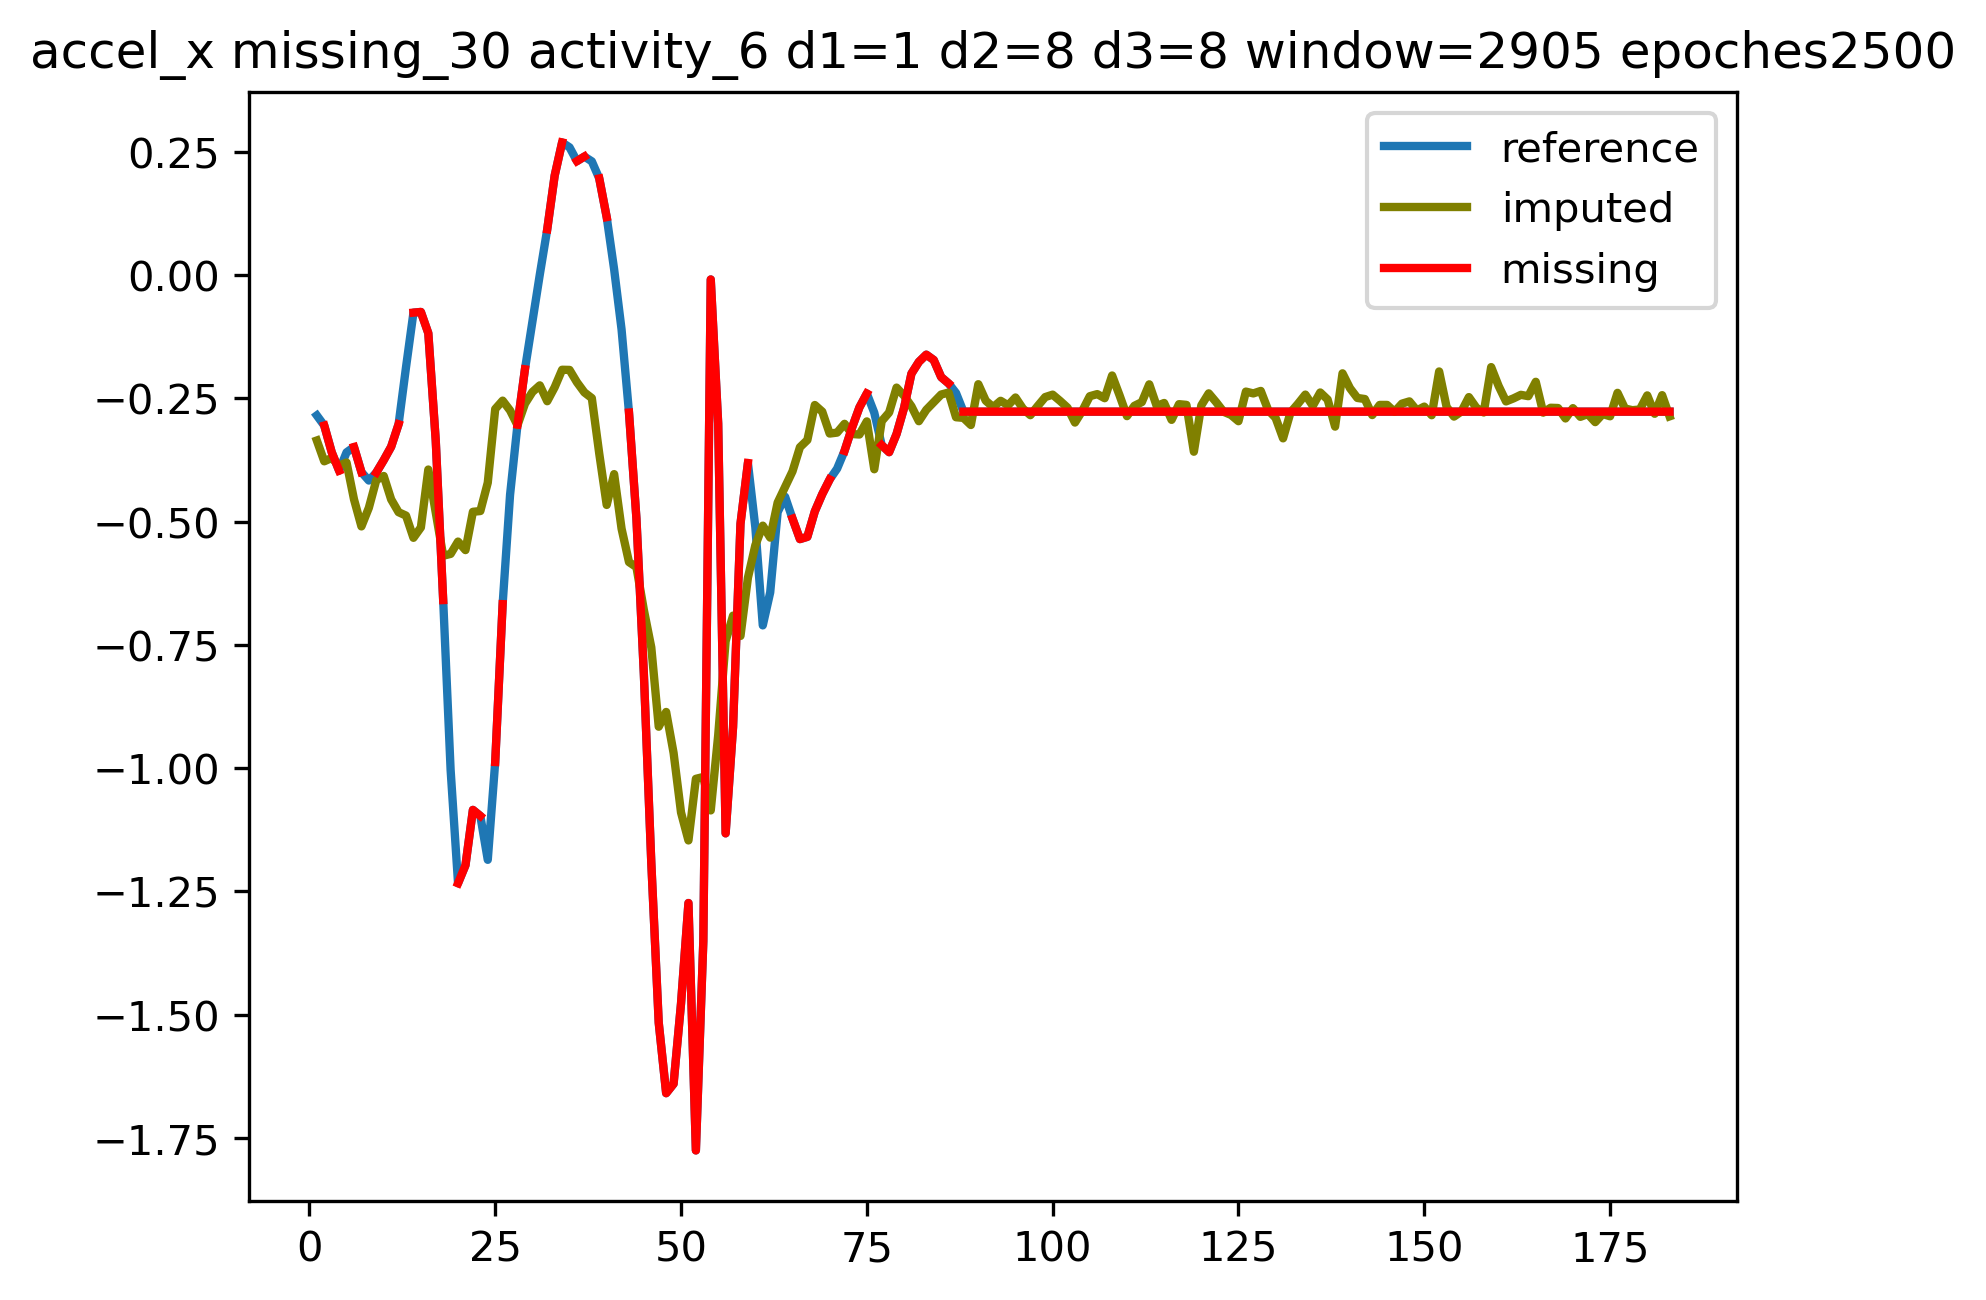 accel_x missing_30 activity_6 d1=1 d2=8 d3=8 window=2905 epoches2500
reference
imputed
missing
0.25
0.00
−0.25
−0.50
−0.75
−1.00
−1.25
−1.50
−1.75
0 25 50 75 100 125 150 175